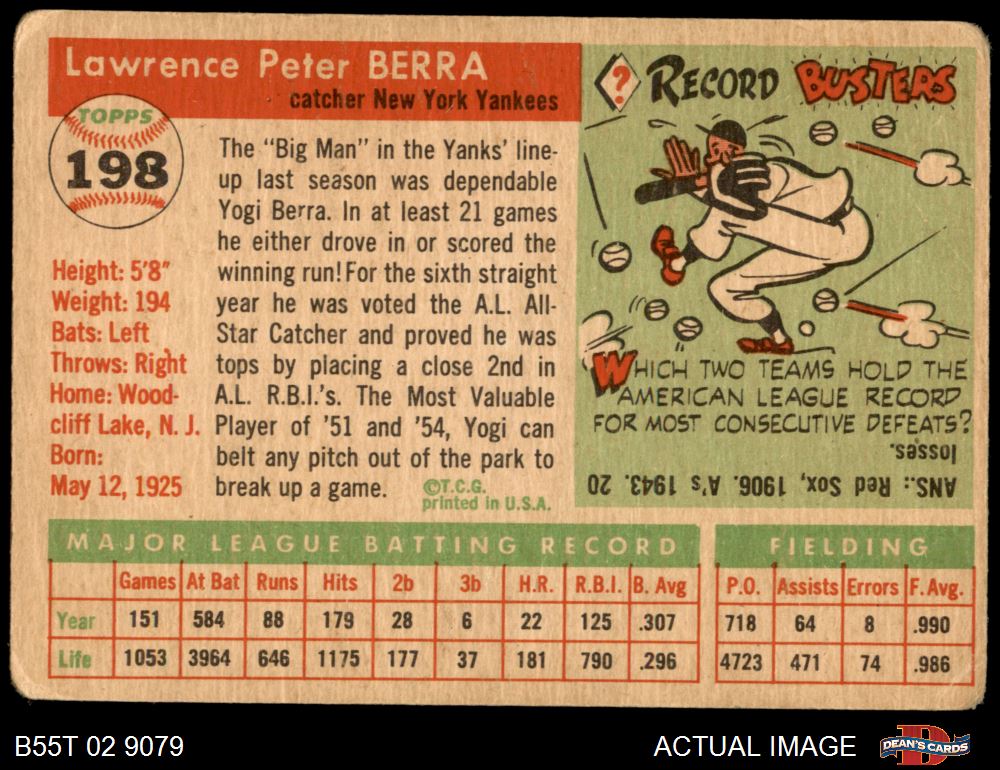 Lawrence Peter BERRA
catcher New York Yankees
TOPPS
198
The "Big Man" in the Yanks' line-
up last season was dependable
Yogi Berra. In at least 21 games
he either drove in or scored the
winning run! For the sixth straight
year he was voted the A.L. All-
Star Catcher and proved he was
tops by placing a close 2nd in
A.L. R.B.I.'s. The Most Valuable
Player of '51 and '54, Yogi can
belt any pitch out of the park to
break up a game.
©T.C.G.
printed in U.S.A.
Height: 5'8"
Weight: 194
Bats: Left
Throws: Right
Home: Wood-
cliff Lake, N. J.
Born:
May 12, 1925
? RECORD BUSTERS
WHICH TWO TEAMS HOLD THE
AMERICAN LEAGUE RECORD
FOR MOST CONSECUTIVE DEFEATS?
ANS.: Red Sox, 1906. A's 1943. 20
losses.
MAJOR LEAGUE BATTING RECORD
Games At Bat Runs Hits 2b 3b H.R. R.B.I. B. Avg
Year 151 584 88 179 28 6 22 125 .307
Life 1053 3964 646 1175 177 37 181 790 .296
FIELDING
P.O. Assists Errors F. Avg.
718 64 8 .990
4723 471 74 .986
B55T 02 9079
ACTUAL IMAGE
D
DEAN'S CARDS